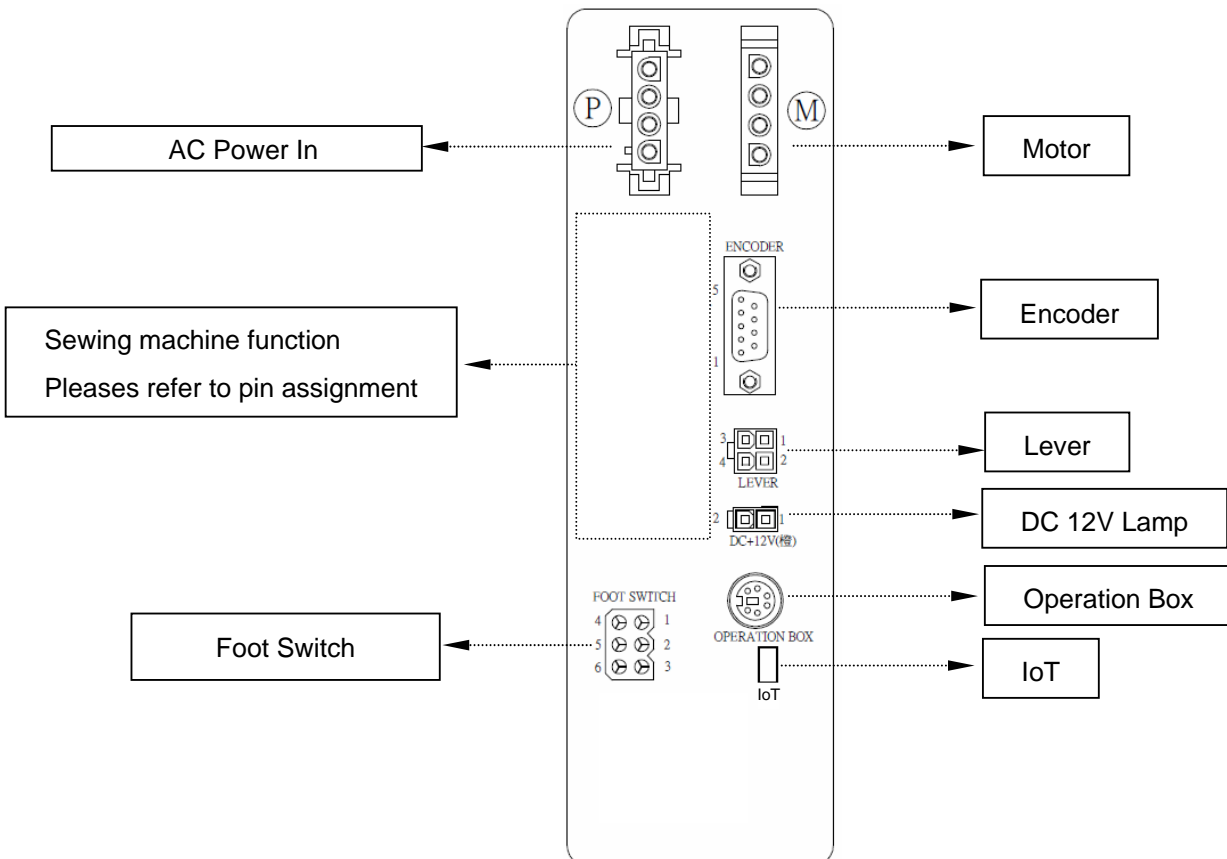 P
M
AC Power In
Motor
ENCODER
5
1
Encoder
Sewing machine function
Pleases refer to pin assignment
3 1
4 2
LEVER
Lever
2 1
DC+12V(橙)
DC 12V Lamp
FOOT SWITCH
4 1
5 2
6 3
Foot Switch
OPERATION BOX
Operation Box
IoT
IoT